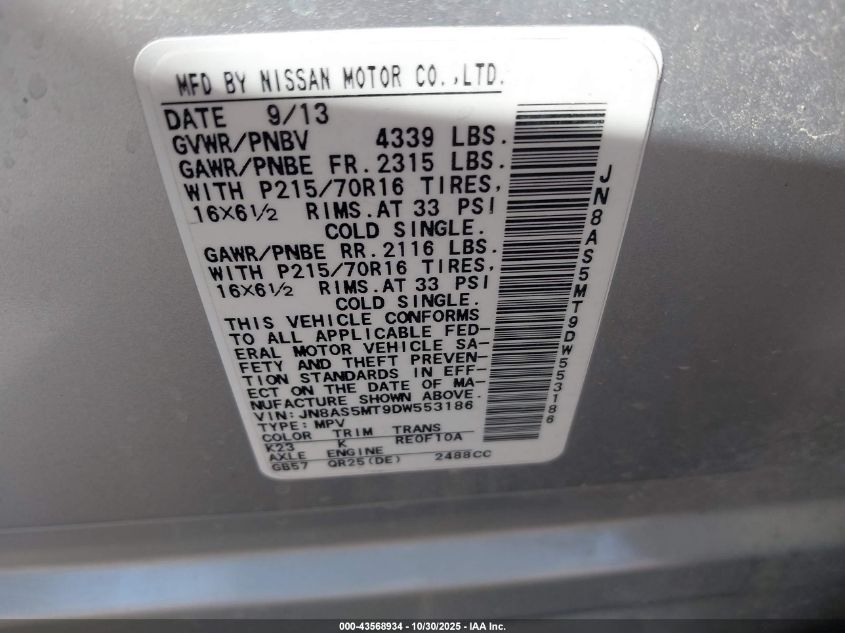 MFD BY NISSAN MOTOR CO.,LTD.
DATE 9/13
GVWR/PNBV 4339 LBS.
GAWR/PNBE FR. 2315 LBS.
WITH P215/70R16 TIRES,
16X6½ RIMS. AT 33 PSI
COLD SINGLE.
GAWR/PNBE RR. 2116 LBS.
WITH P215/70R16 TIRES,
16X6½ RIMS. AT 33 PSI
COLD SINGLE.
THIS VEHICLE CONFORMS
TO ALL APPLICABLE FED-
ERAL MOTOR VEHICLE SA-
FETY AND THEFT PREVEN-
TION STANDARDS IN EFF-
ECT ON THE DATE OF MA-
NUFACTURE SHOWN ABOVE.
VIN: JN8AS5MT9DW553186
TYPE: MPV
COLOR TRIM TRANS
K23 K RE0F10A
AXLE ENGINE
GB57 QR25(DE) 2488CC
JN8AS5MT9DW553186
000-43568934 - 10/30/2025 - IAA Inc.